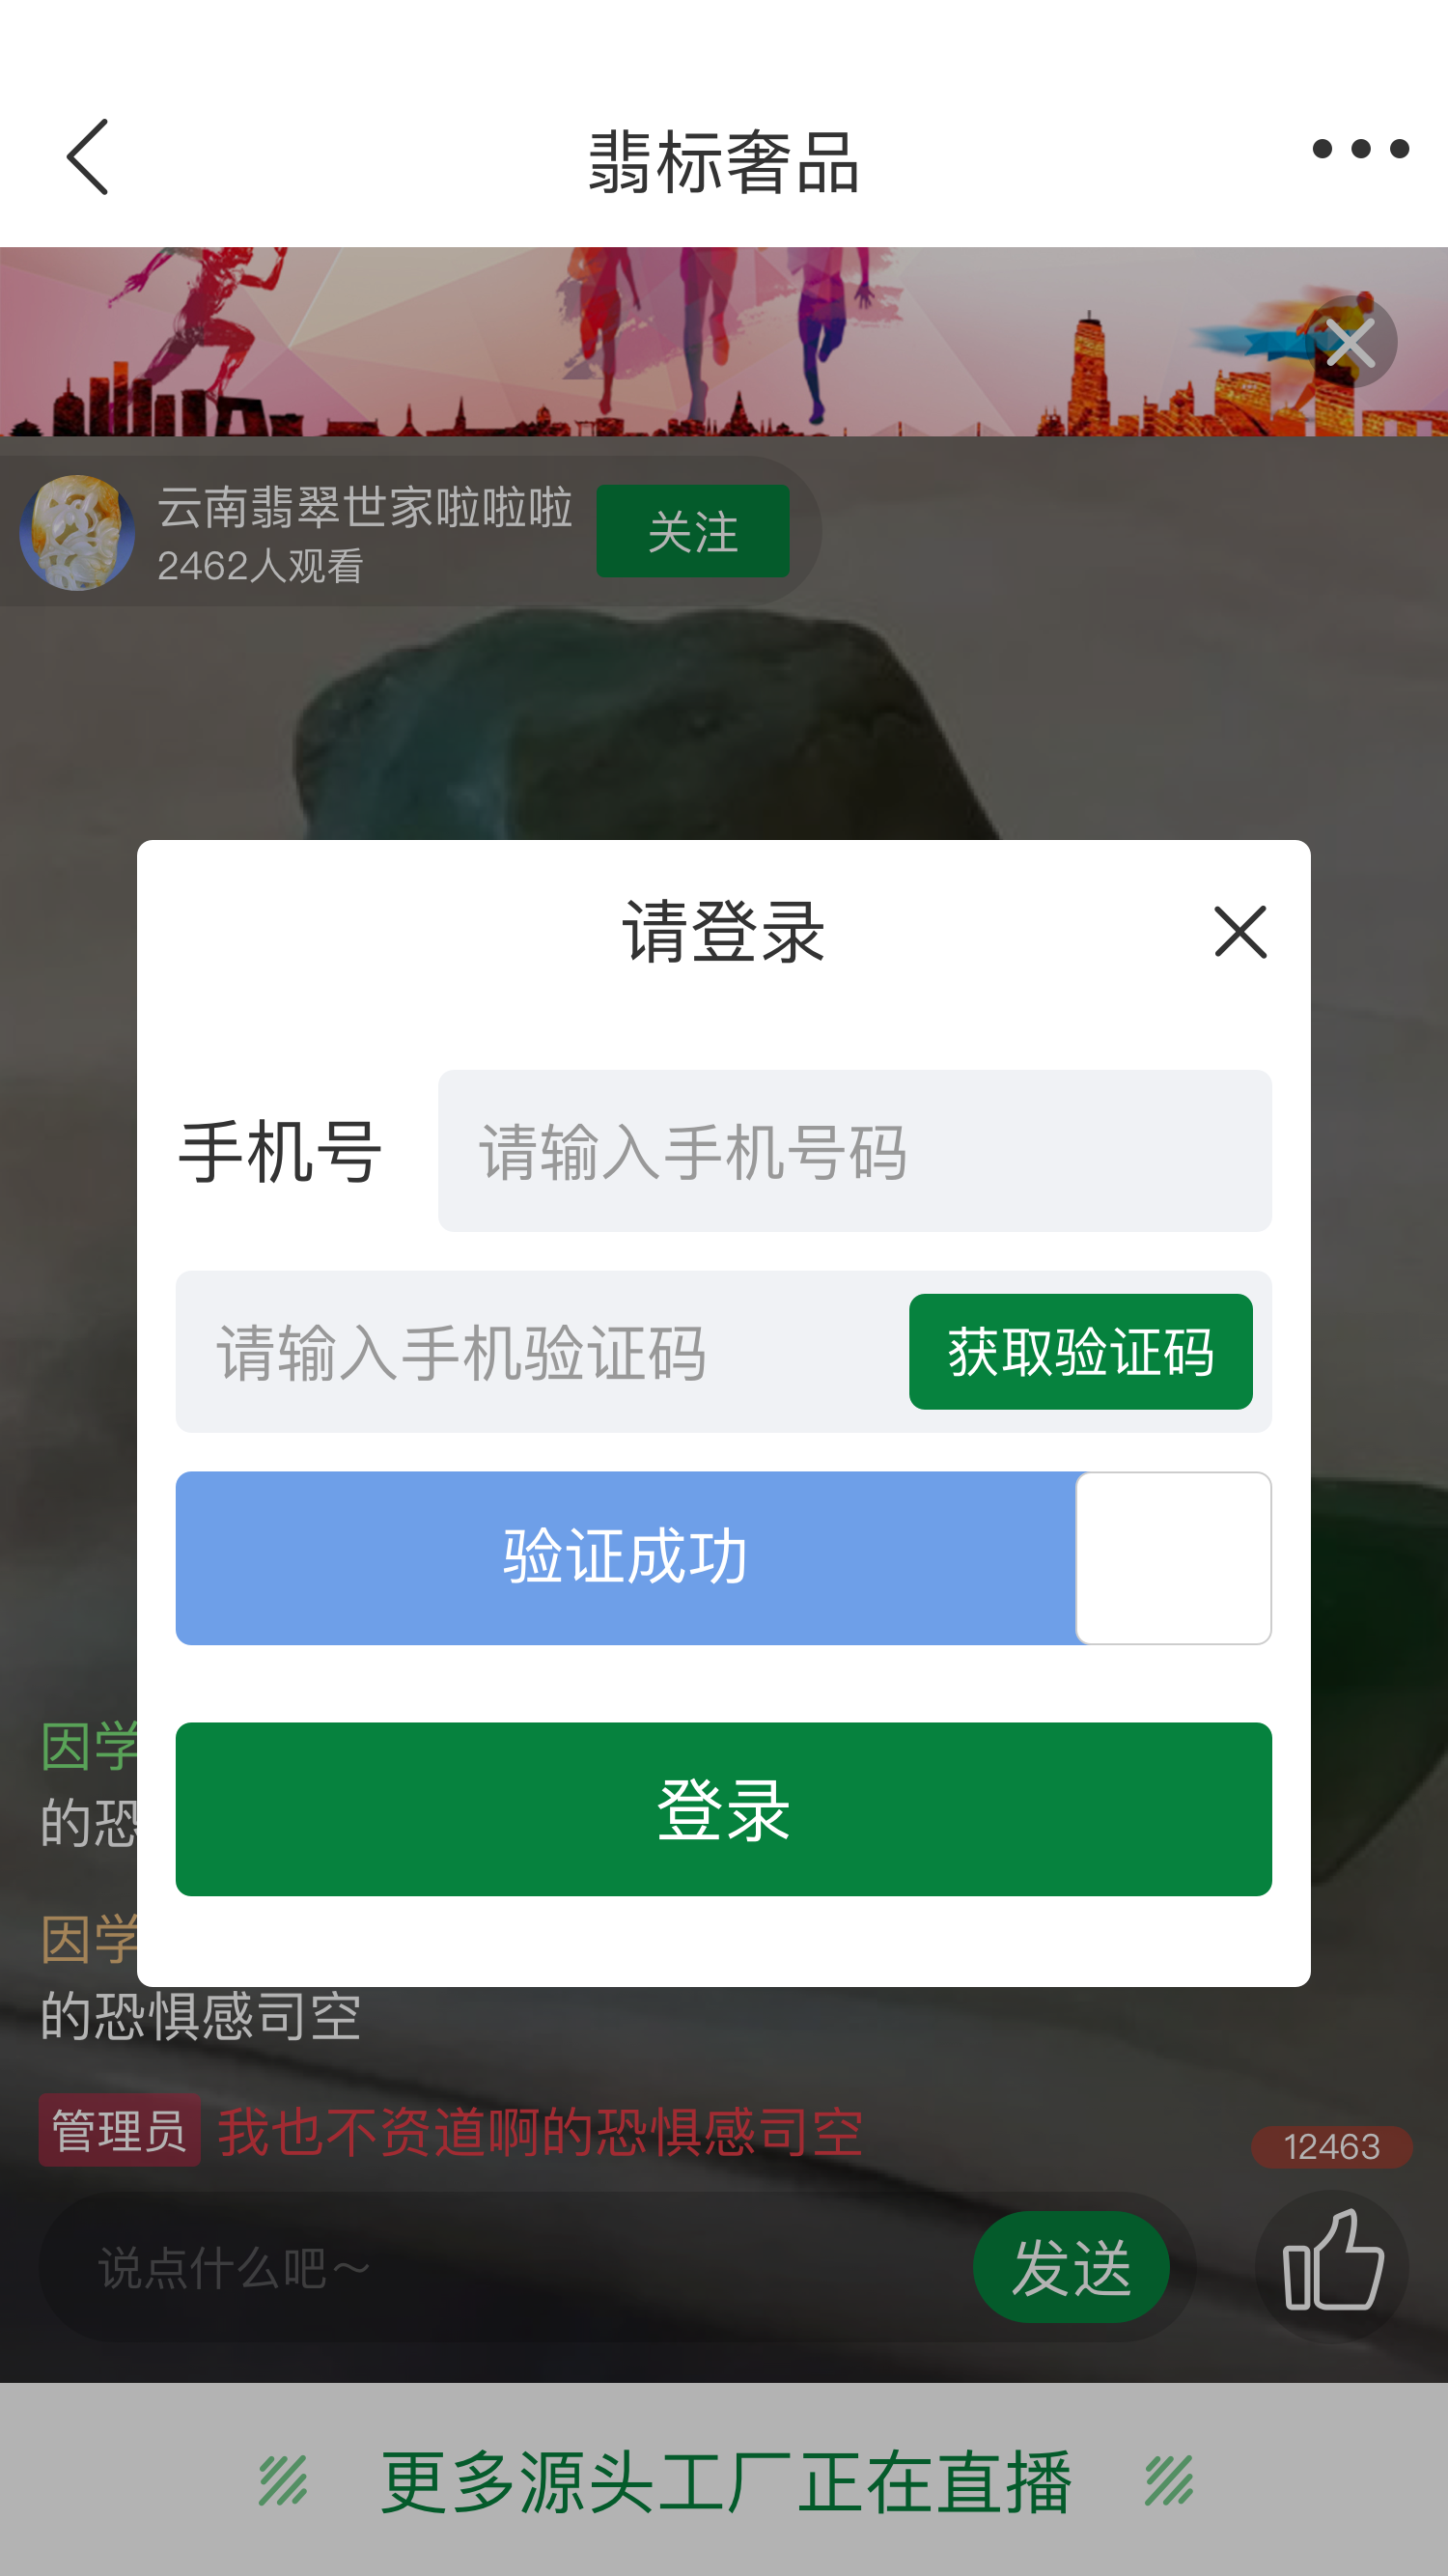 翡标奢品
云南翡翠世家啦啦啦
2462人观看
关注
请登录
手机号
请输入手机号码
请输入手机验证码
获取验证码
验证成功
登录
因学
的恐
因学
的恐惧感司空
管理员 我也不资道啊的恐惧感司空
12463
说点什么吧~
发送
更多源头工厂正在直播